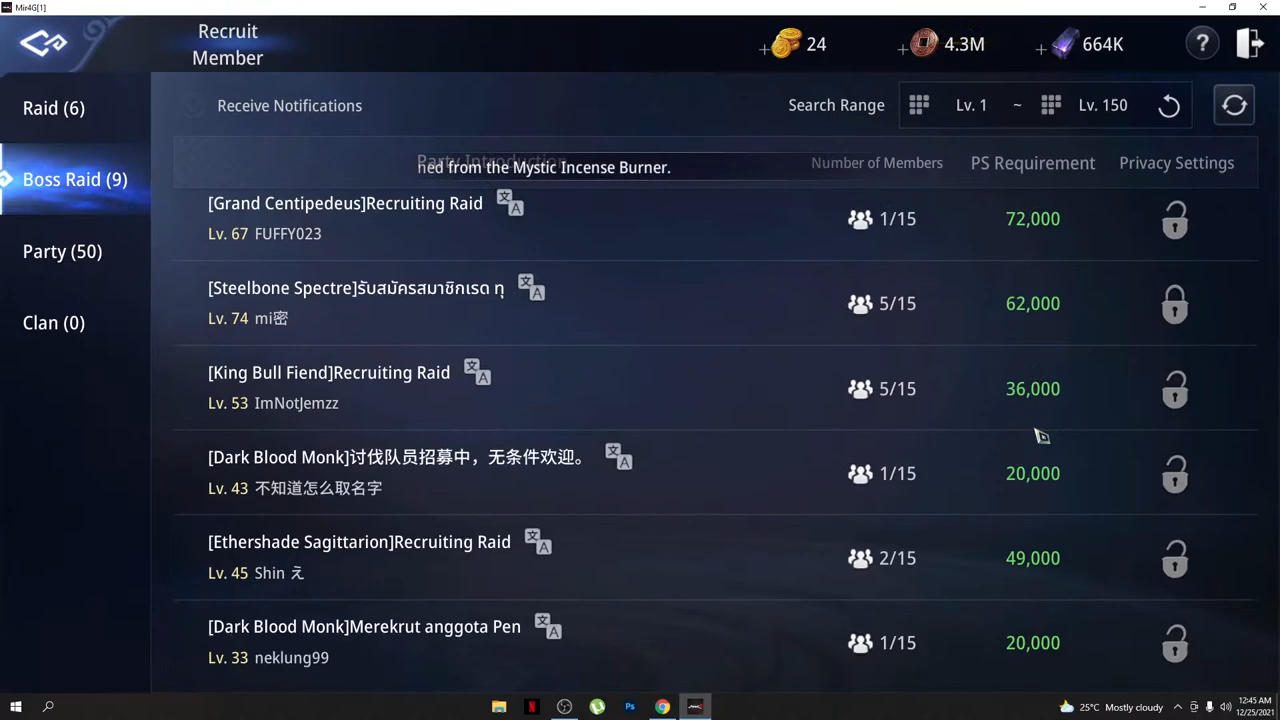 Mir4G[1]
Recruit
Member
24
4.3M
664K
?
Raid (6)
Boss Raid (9)
Party (50)
Clan (0)
Receive Notifications
Search Range
Lv. 1
~
Lv. 150
Party Introduction
ned from the Mystic Incense Burner.
Number of Members
PS Requirement
Privacy Settings
[Grand Centipedeus]Recruiting Raid
Lv. 67 FUFFY023
1/15
72,000
[Steelbone Spectre]รับสมัครสมาชิกเรด ทุ
Lv. 74 mi密
5/15
62,000
[King Bull Fiend]Recruiting Raid
Lv. 53 ImNotJemzz
5/15
36,000
[Dark Blood Monk]讨伐队员招募中，无条件欢迎。
Lv. 43 不知道怎么取名字
1/15
20,000
[Ethershade Sagittarion]Recruiting Raid
Lv. 45 Shin え
2/15
49,000
[Dark Blood Monk]Merekrut anggota Pen
Lv. 33 neklung99
1/15
20,000
25°C Mostly cloudy
12:45 AM
12/25/2021